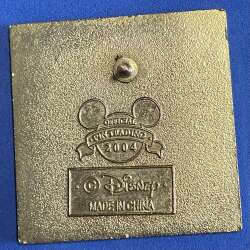 OFFICIAL
PIN TRADING
2004
© Disney
MADE IN CHINA